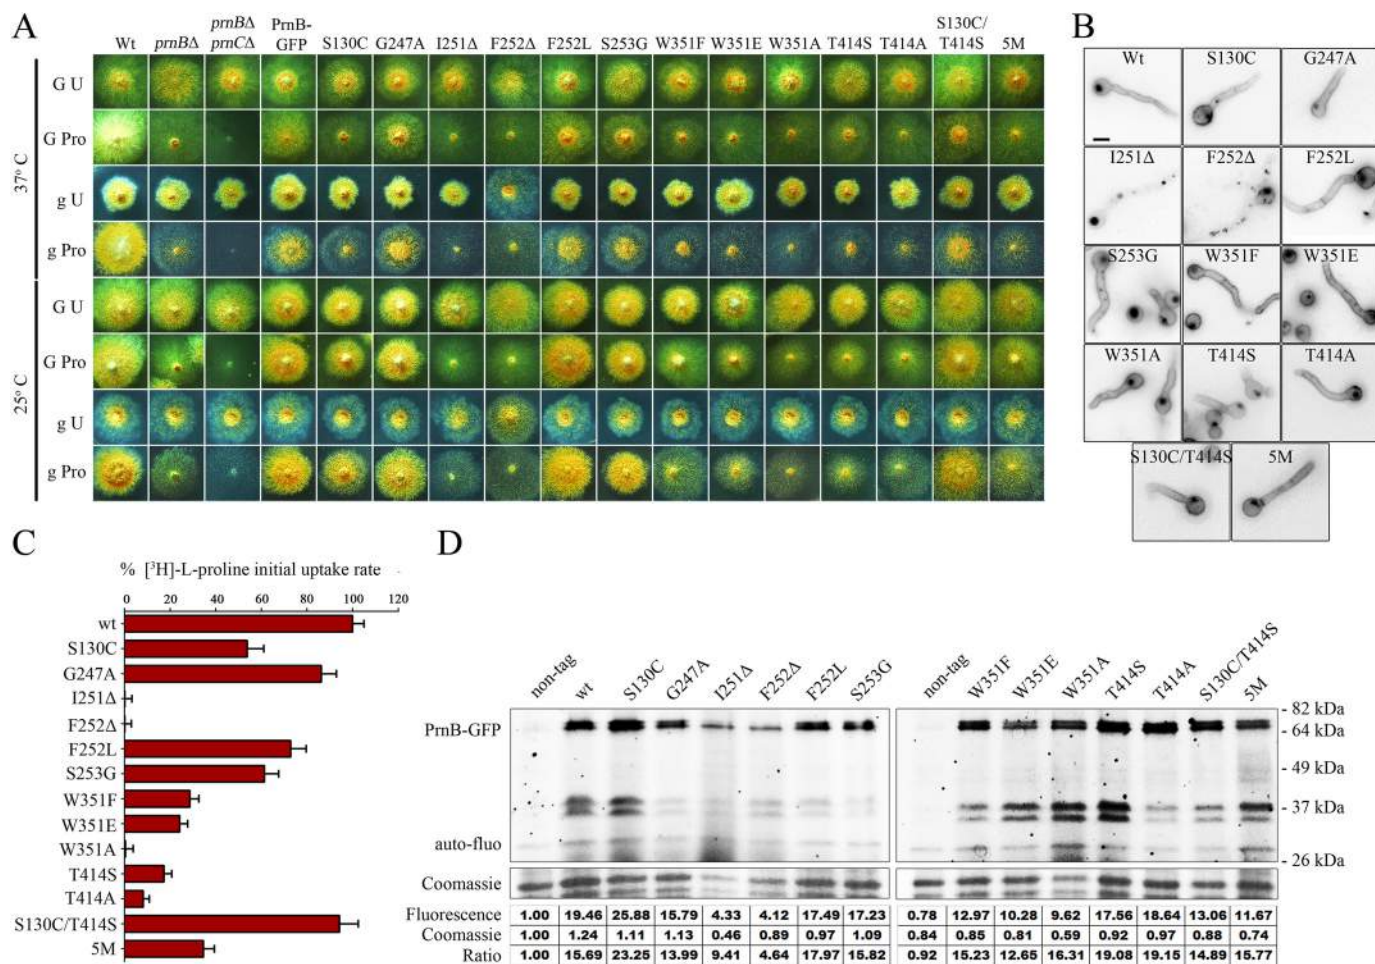 A
Wt prnBΔ prnBΔ prnCΔ PrnB-GFP S130C G247A I251Δ F252Δ F252L S253G W351F W351E W351A T414S T414A S130C/T414S 5M
37° C
G U
G Pro
g U
g Pro
25° C
G U
G Pro
g U
g Pro
B
Wt S130C G247A
I251Δ F252Δ F252L
S253G W351F W351E
W351A T414S T414A
S130C/T414S 5M
C
% [³H]-L-proline initial uptake rate
0 20 40 60 80 100 120
wt
S130C
G247A
I251Δ
F252Δ
F252L
S253G
W351F
W351E
W351A
T414S
T414A
S130C/T414S
5M
D
non-tag wt S130C G247A I251Δ F252Δ F252L S253G non-tag W351F W351E W351A T414S T414A S130C/T414S 5M
PrnB-GFP
auto-fluo
Coomassie
- 82 kDa
- 64 kDa
- 49 kDa
- 37 kDa
- 26 kDa
Fluorescence 1.00 19.46 25.88 15.79 4.33 4.12 17.49 17.23 0.78 12.97 10.28 9.62 17.56 18.64 13.06 11.67
Coomassie 1.00 1.24 1.11 1.13 0.46 0.89 0.97 1.09 0.84 0.85 0.81 0.59 0.92 0.97 0.88 0.74
Ratio 1.00 15.69 23.25 13.99 9.41 4.64 17.97 15.82 0.92 15.23 12.65 16.31 19.08 19.15 14.89 15.77